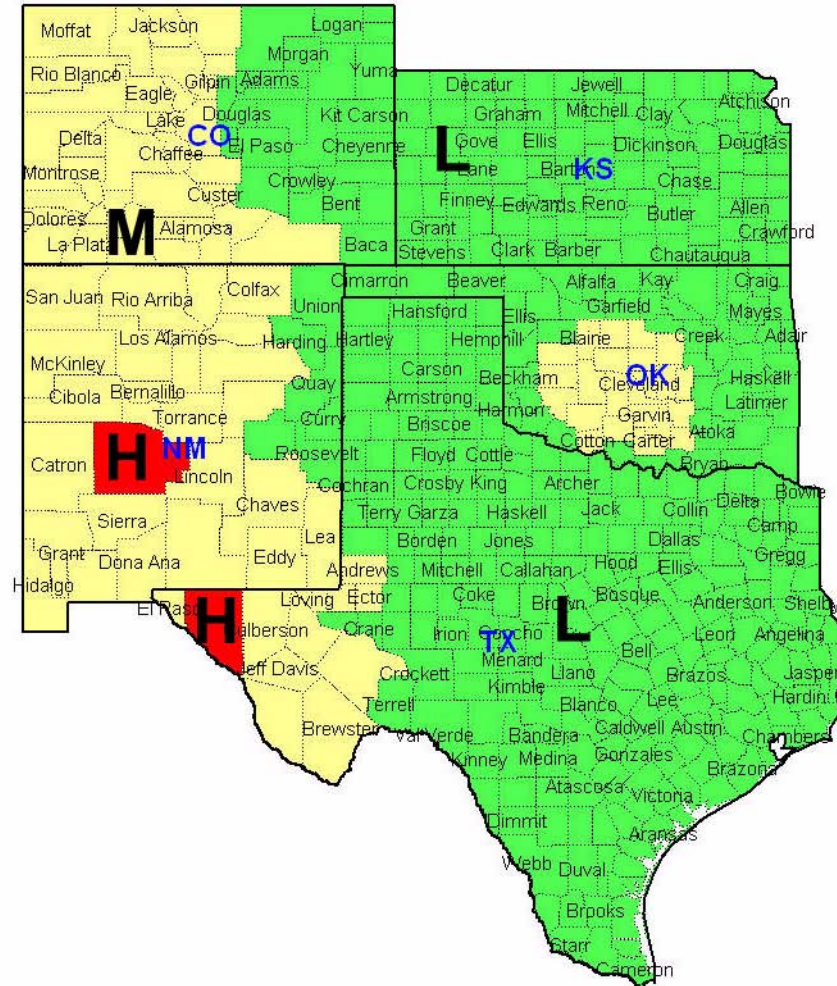 Moffat Jackson Logan
Morgan
Rio Blanco Yuma
Gilpin Adams
Eagle
Lake Douglas Kit Carson
Delta CO El Paso Cheyenne
Chaffee
Montrose Crowley
Custer Bent
Dolores M Alamosa
La Plata Baca
Decatur Jewell
Graham Mitchell Clay Atchison
L Gove Ellis Dickinson Douglas
Lane KS
Chase
Finney Edwards Reno Butler Allen
Grant Crawford
Stevens Clark Barber Chautauqua
San Juan Rio Arriba Colfax Cimarron Beaver Alfalfa Kay Craig
Union Hansford Ellis Garfield Mayes
Los Alamos Harding Hartley Hemphill Blaine Creek Adair
McKinley Carson OK
Cibola Bernalillo Quay Beckham Cleveland Haskell
Torrance Armstrong Latimer
Curry Briscoe Harmon Garvin
H NM Roosevelt Floyd Cottle Cotton Carter Atoka
Catron Lincoln Bryan
Cochran Crosby King Archer Bowie
Chaves Terry Garza Haskell Jack Collin Delta
Sierra Lea Borden Jones Dallas Camp
Grant Dona Ana Eddy Gregg
Hidalgo Andrews Mitchell Callahan Hood Ellis
El Paso H Loving Ector Coke Brown Bosque Anderson
Culberson Crane Irion Concho L Leon Angelina
TX Bell
Jeff Davis Menard
Crockett Kimble Llano Brazos Jasper
Terrell Blanco Lee Hardin
Brewster Val Verde Bandera Caldwell Austin Chambers
Kinney Medina Gonzales Brazoria
Atascosa Victoria
Dimmit Aransas
Webb Duval
Brooks
Starr
Cameron